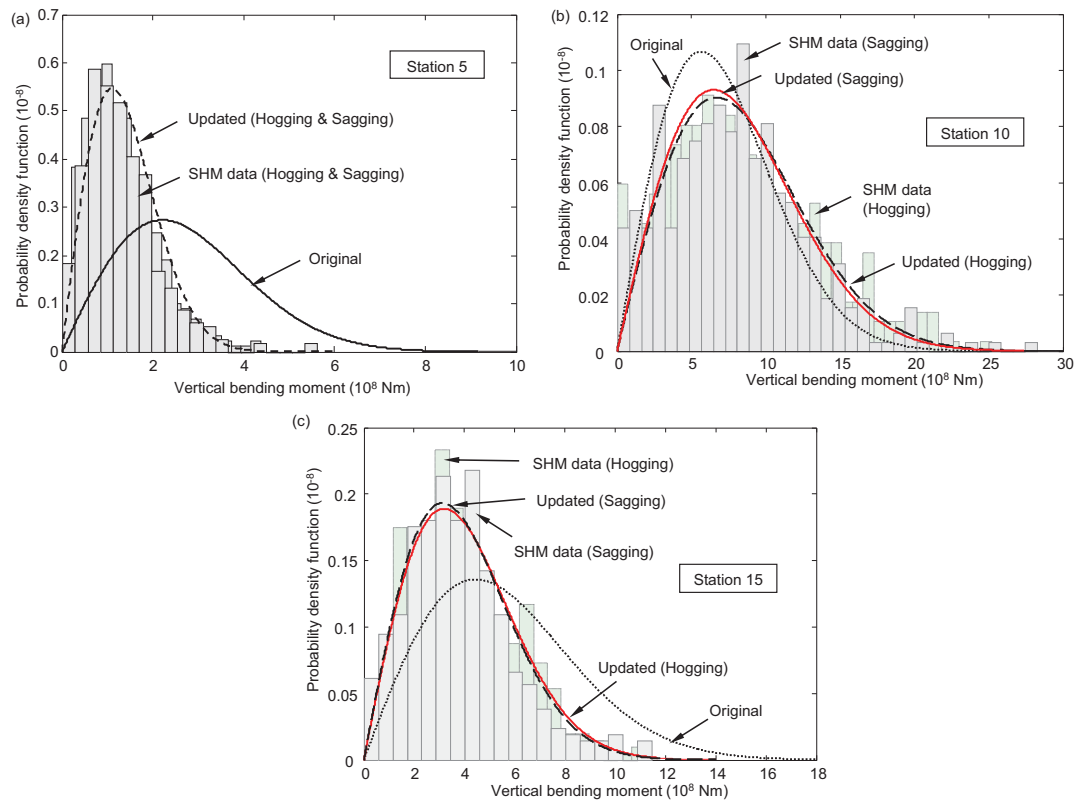 (a)
0.7
0.6
0.5
0.4
0.3
0.2
0.1
0
Probability density function (10-8)
Station 5
Updated (Hogging & Sagging)
SHM data (Hogging & Sagging)
Original
0 2 4 6 8 10
Vertical bending moment (10⁸ Nm)
(b)
0.12
0.1
0.08
0.06
0.04
0.02
0
Probability density function (10-8)
Original
SHM data (Sagging)
Updated (Sagging)
Station 10
SHM data
(Hogging)
Updated (Hogging)
0 5 10 15 20 25 30
Vertical bending moment (10⁸ Nm)
(c)
0.25
0.2
0.15
0.1
0.05
0
Probability density function (10-8)
SHM data (Hogging)
Updated (Sagging)
SHM data (Sagging)
Station 15
Updated (Hogging)
Original
0 2 4 6 8 10 12 14 16 18
Vertical bending moment (10⁸ Nm)